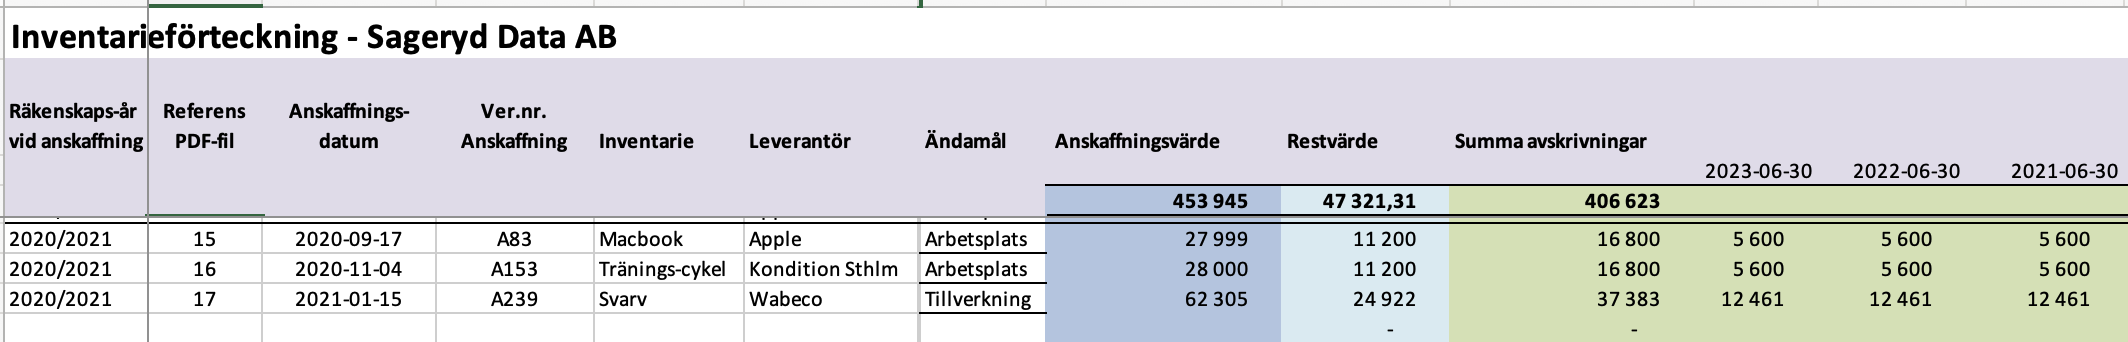 Inventarieförteckning - Sageryd Data AB
Räkenskaps-år vid anskaffning Referens PDF-fil Anskaffnings-datum Ver.nr. Anskaffning Inventarie Leverantör Ändamål Anskaffningsvärde Restvärde Summa avskrivningar
2023-06-30 2022-06-30 2021-06-30
453 945 47 321,31 406 623
2020/2021 15 2020-09-17 A83 Macbook Apple Arbetsplats 27 999 11 200 16 800 5 600 5 600 5 600
2020/2021 16 2020-11-04 A153 Tränings-cykel Kondition Sthlm Arbetsplats 28 000 11 200 16 800 5 600 5 600 5 600
2020/2021 17 2021-01-15 A239 Svarv Wabeco Tillverkning 62 305 24 922 37 383 12 461 12 461 12 461
- -